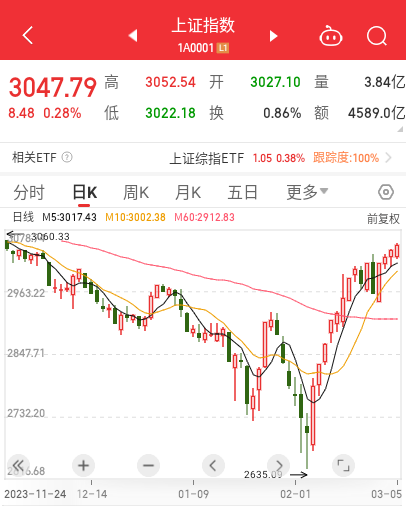 上证指数
1A0001 L1
3047.79 高 3052.54 开 3027.10 量 3.84亿
8.48 0.28% 低 3022.18 换 0.86% 额 4589.0亿
相关ETF ? 上证综指ETF 1.05 0.38% 跟踪度:100%
分时 日K 周K 月K 五日 更多
日线 M5:3017.43 M10:3002.38 M60:2912.83 前复权
3060.33
2963.22
2847.71
2732.20
2635.09
2023-11-24 12-14 01-09 02-01 03-05